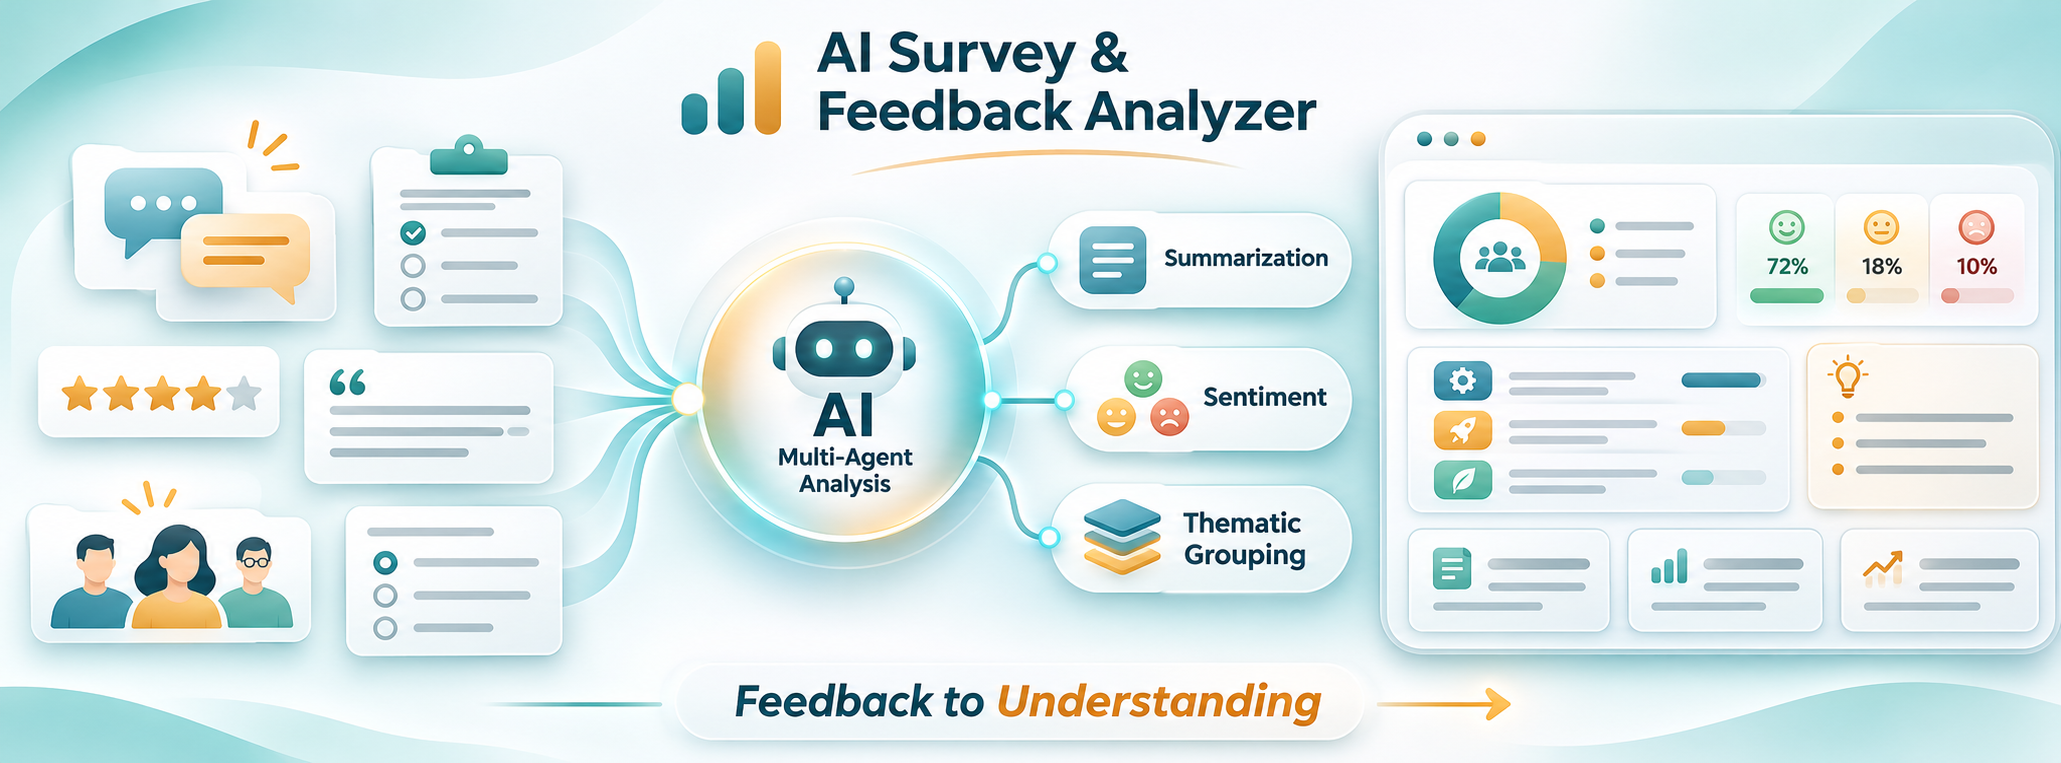 AI Survey &
Feedback Analyzer
AI
Multi-Agent
Analysis
Summarization
Sentiment
Thematic
Grouping
72%
18%
10%
Feedback to Understanding